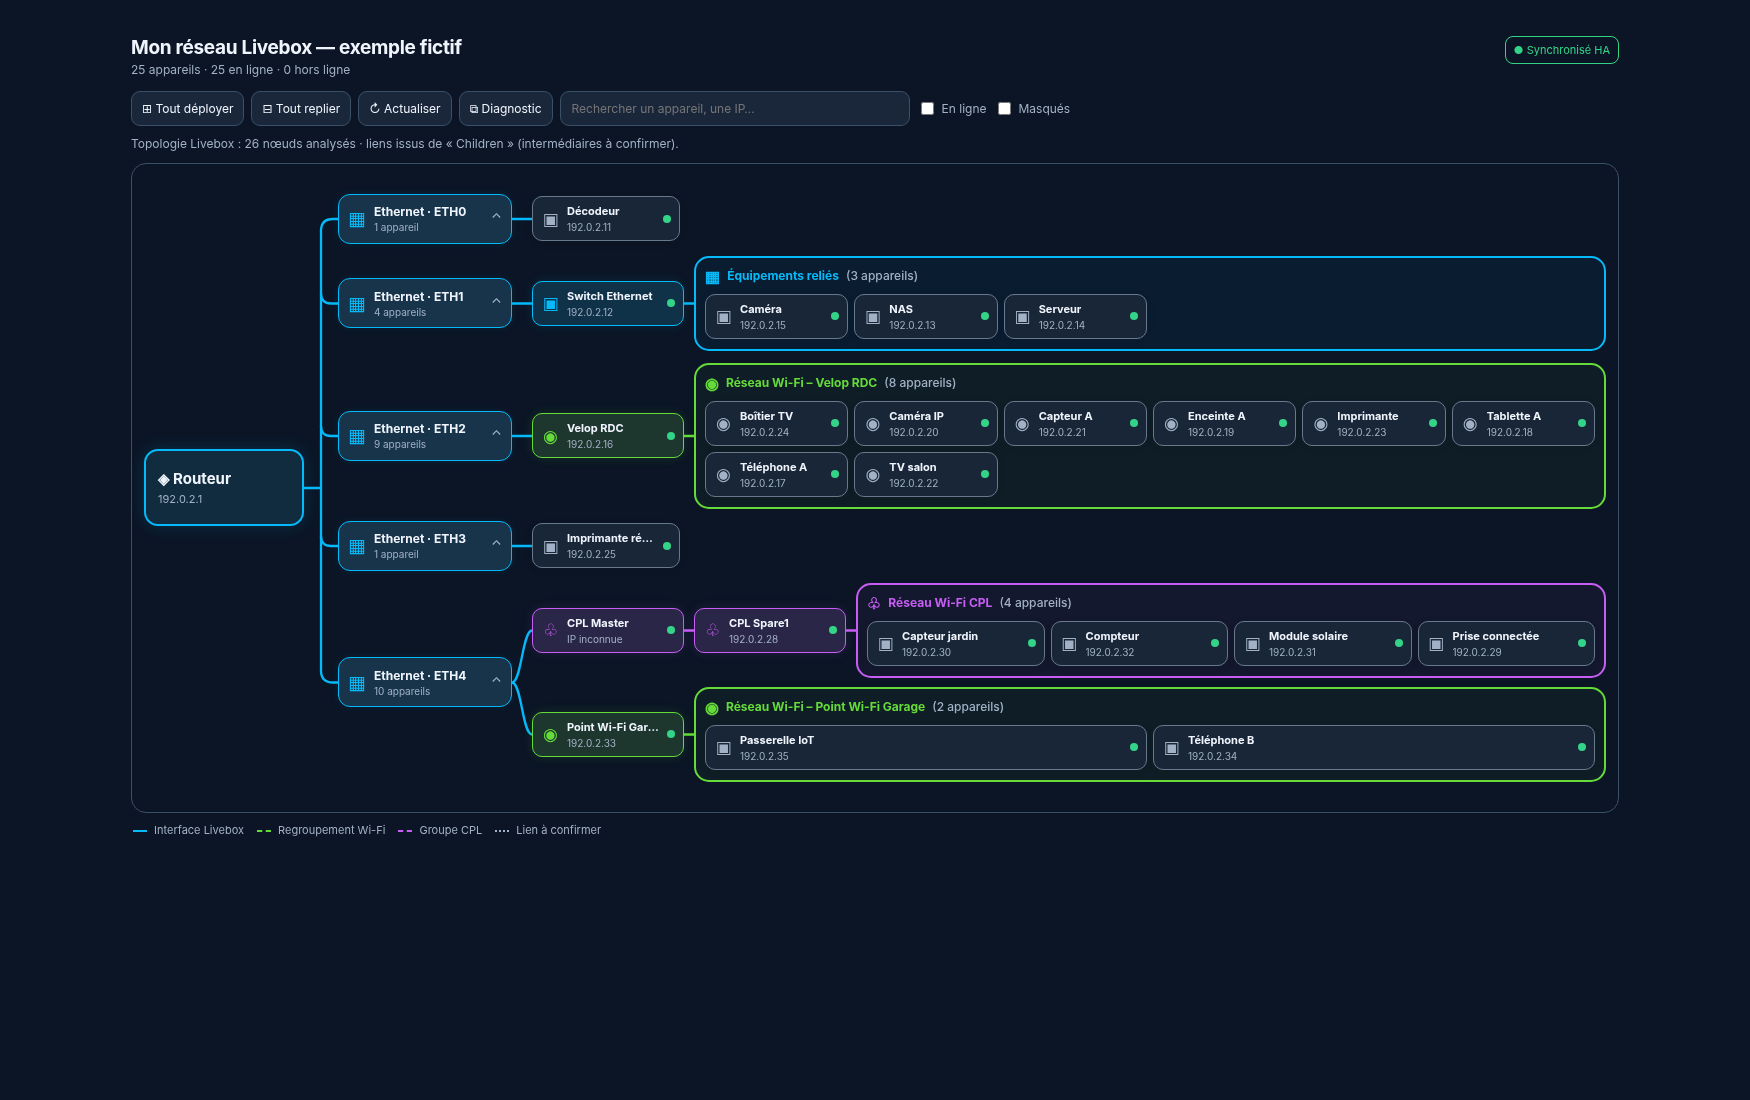 Mon réseau Livebox — exemple fictif
25 appareils · 25 en ligne · 0 hors ligne
Synchronisé HA
Tout déployer
Tout replier
Actualiser
Diagnostic
Rechercher un appareil, une IP…
En ligne
Masqués
Topologie Livebox : 26 nœuds analysés · liens issus de « Children » (intermédiaires à confirmer).
Routeur
192.0.2.1
Ethernet · ETH0
1 appareil
Décodeur
192.0.2.11
Ethernet · ETH1
4 appareils
Switch Ethernet
192.0.2.12
Équipements reliés (3 appareils)
Caméra
192.0.2.15
NAS
192.0.2.13
Serveur
192.0.2.14
Ethernet · ETH2
9 appareils
Velop RDC
192.0.2.16
Réseau Wi-Fi – Velop RDC (8 appareils)
Boîtier TV
192.0.2.24
Caméra IP
192.0.2.20
Capteur A
192.0.2.21
Enceinte A
192.0.2.19
Imprimante
192.0.2.23
Tablette A
192.0.2.18
Téléphone A
192.0.2.17
TV salon
192.0.2.22
Ethernet · ETH3
1 appareil
Imprimante ré…
192.0.2.25
Ethernet · ETH4
10 appareils
CPL Master
IP inconnue
CPL Spare1
192.0.2.28
Réseau Wi-Fi CPL (4 appareils)
Capteur jardin
192.0.2.30
Compteur
192.0.2.32
Module solaire
192.0.2.31
Prise connectée
192.0.2.29
Point Wi-Fi Gar…
192.0.2.33
Réseau Wi-Fi – Point Wi-Fi Garage (2 appareils)
Passerelle IoT
192.0.2.35
Téléphone B
192.0.2.34
Interface Livebox
Regroupement Wi-Fi
Groupe CPL
Lien à confirmer